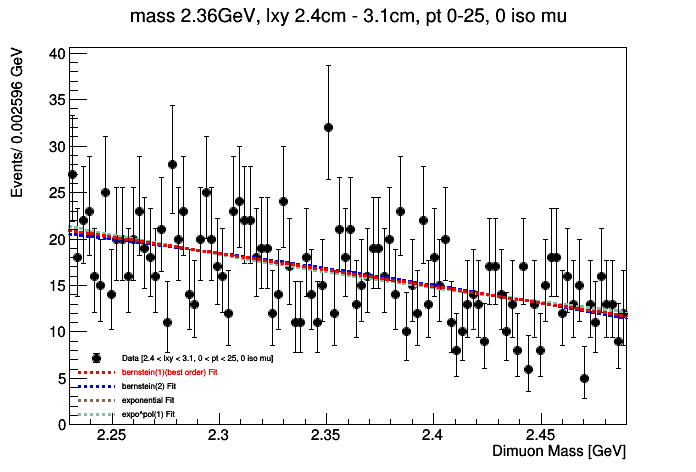 mass 2.36GeV, lxy 2.4cm - 3.1cm, pt 0-25, 0 iso mu
Events/ 0.002596 GeV
40
35
30
25
20
15
10
5
0
Data [2.4 < lxy < 3.1, 0 < pt < 25, 0 iso mu]
bernstein(1)(best order) Fit
bernstein(2) Fit
exponential Fit
expo^pol(1) Fit
2.25 2.3 2.35 2.4 2.45
Dimuon Mass [GeV]